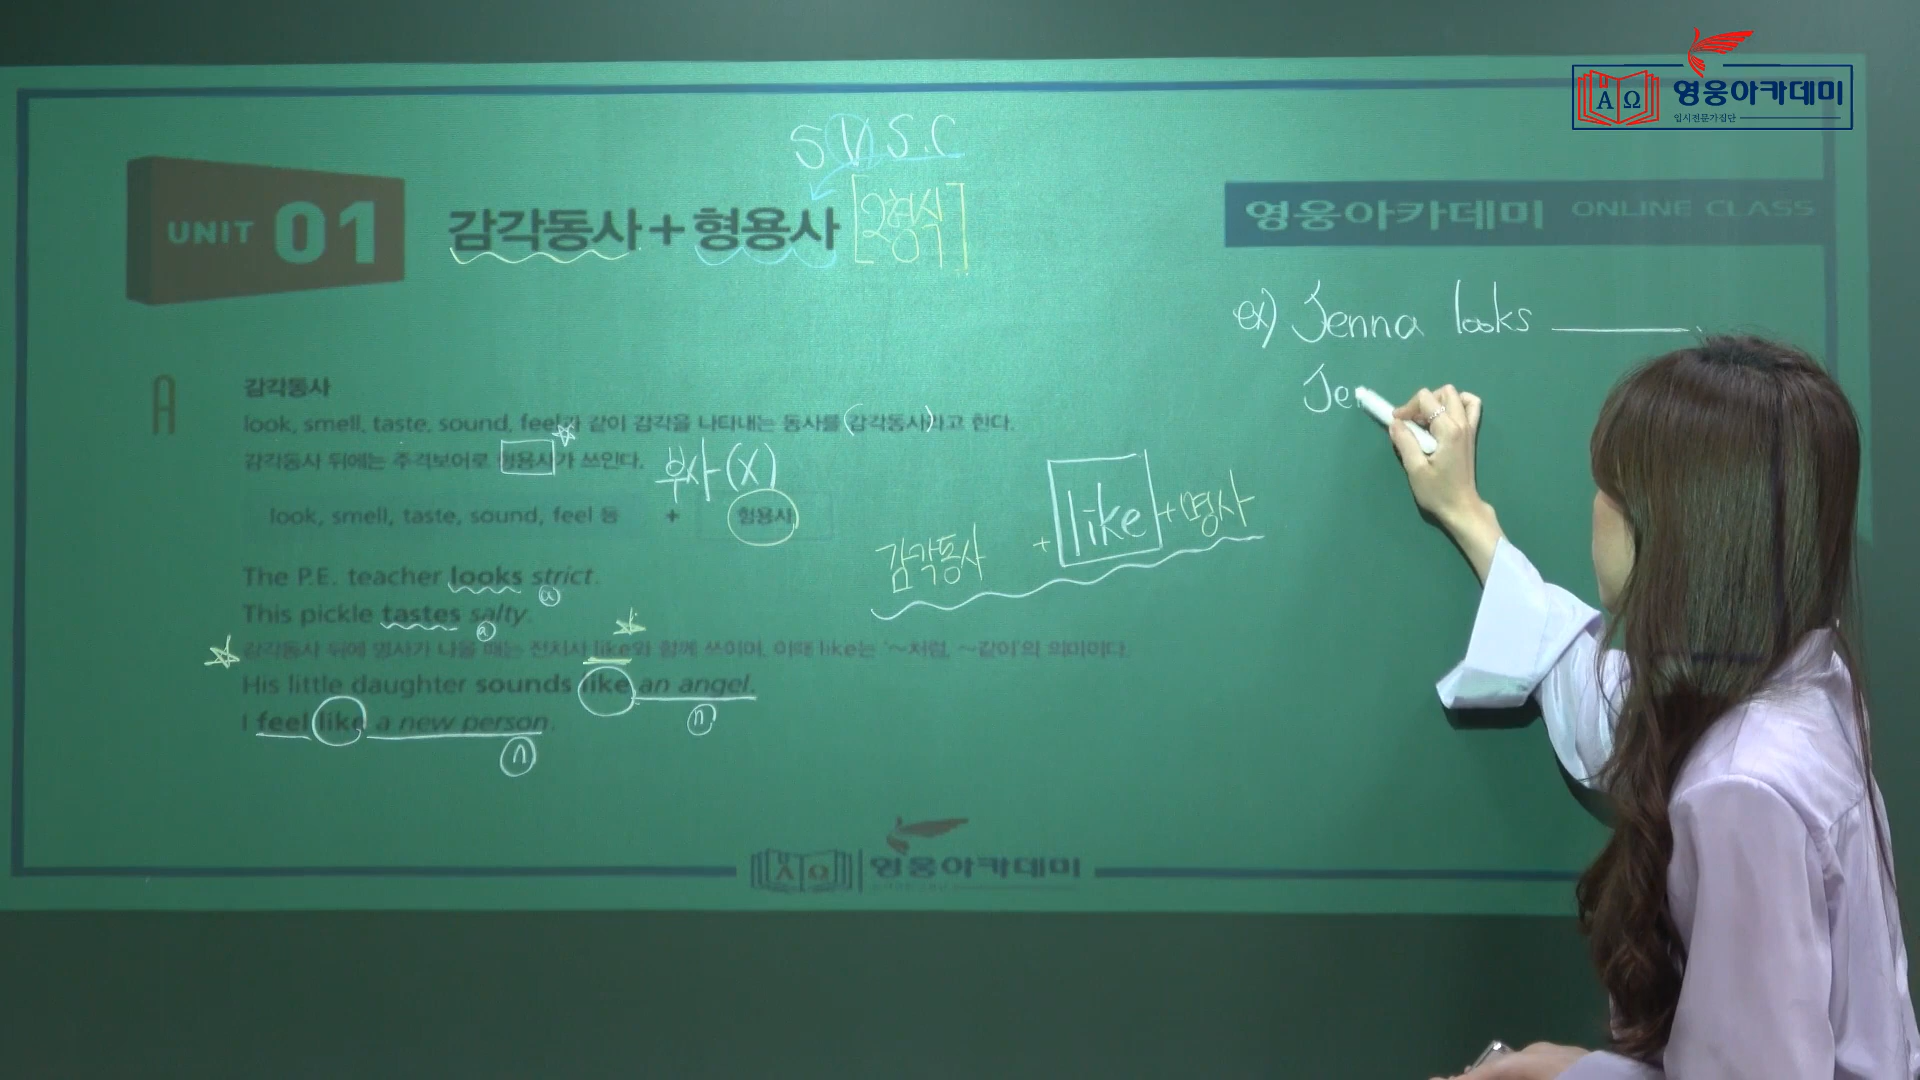 영웅아카데미
입시전문가집단
S V S.C
UNIT 01
감각동사+형용사 [2형식]
영웅아카데미 ONLINE CLASS
ex) Jenna looks ______.
Jen
A
감각동사
look, smell, taste, sound, feel과 같이 감각을 나타내는 동사를 (감각동사)라고 한다.
감각동사 뒤에는 주격보어로 형용사가 쓰인다.
부사(X)
look, smell, taste, sound, feel 등 + 형용사
감각동사 + like + 명사
The P.E. teacher looks strict.
a
This pickle tastes salty.
a
감각동사 뒤에 명사가 나올 때는 전치사 like와 함께 쓰이며, 이때 like는 '~처럼, ~같이'의 의미이다.
His little daughter sounds like an angel.
n
I feel like a new person.
n
영웅아카데미